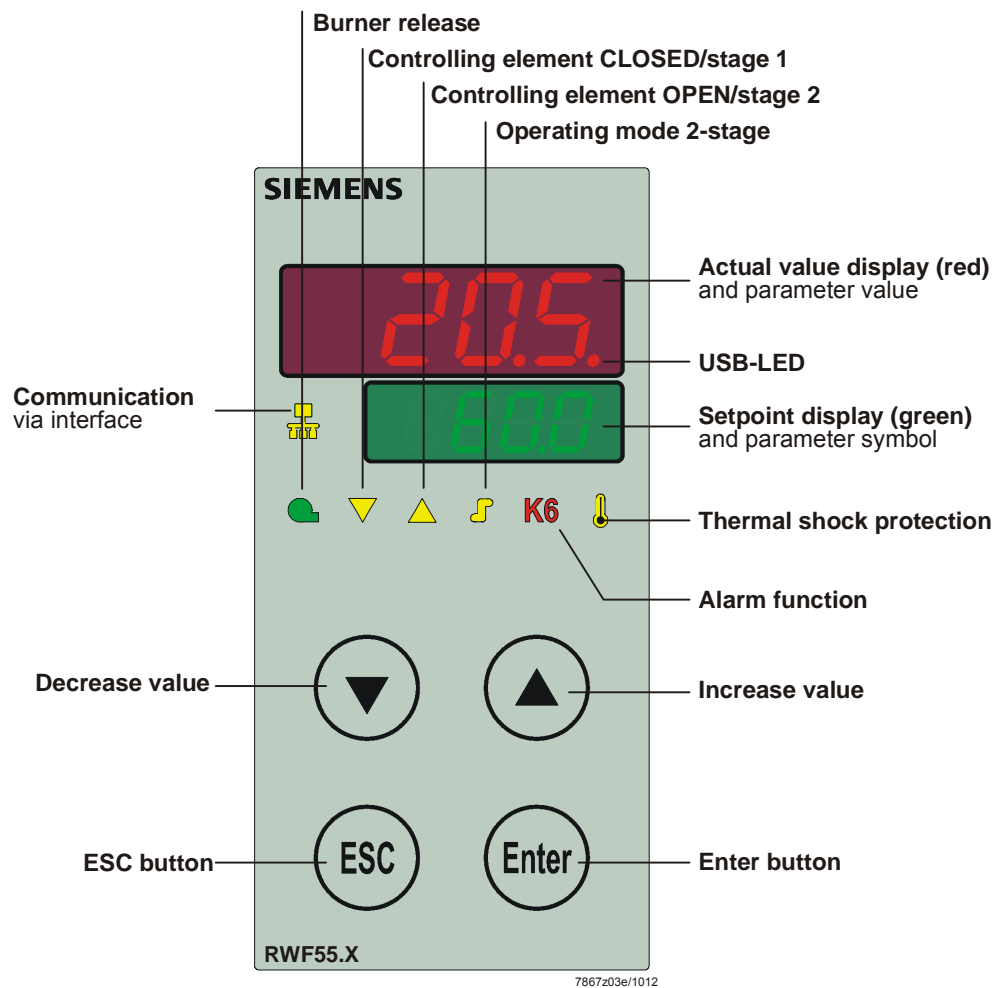 Burner release
Controlling element CLOSED/stage 1
Controlling element OPEN/stage 2
Operating mode 2-stage
SIEMENS
20.5.
Actual value display (red)
and parameter value
USB-LED
Communication
via interface
60.0
Setpoint display (green)
and parameter symbol
K6
Thermal shock protection
Alarm function
Decrease value
Increase value
ESC button
ESC
Enter
Enter button
RWF55.X
7867z03e/1012